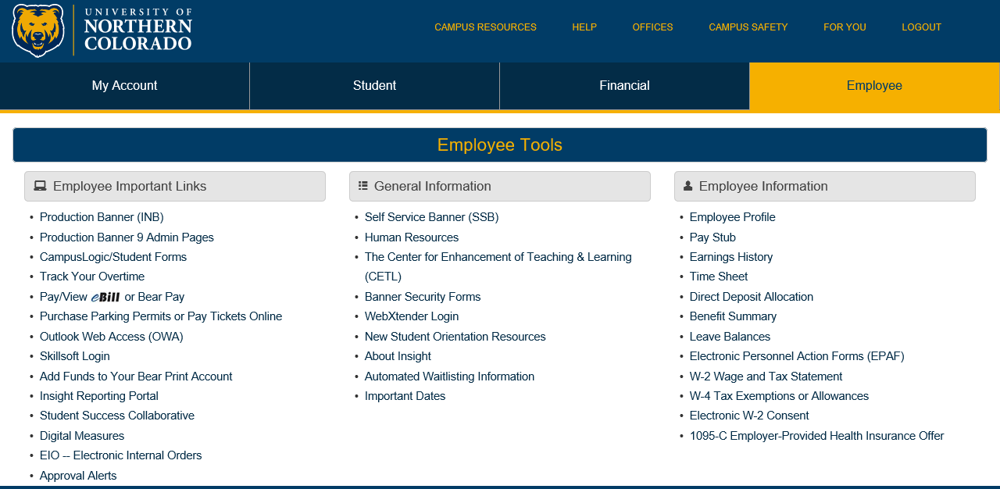 UNIVERSITY OF
NORTHERN
COLORADO
CAMPUS RESOURCES
HELP
OFFICES
CAMPUS SAFETY
FOR YOU
LOGOUT
My Account
Student
Financial
Employee
Employee Tools
Employee Important Links
• Production Banner (INB)
• Production Banner 9 Admin Pages
• CampusLogic/Student Forms
• Track Your Overtime
• Pay/View eBill or Bear Pay
• Purchase Parking Permits or Pay Tickets Online
• Outlook Web Access (OWA)
• Skillsoft Login
• Add Funds to Your Bear Print Account
• Insight Reporting Portal
• Student Success Collaborative
• Digital Measures
• EIO -- Electronic Internal Orders
• Approval Alerts
General Information
• Self Service Banner (SSB)
• Human Resources
• The Center for Enhancement of Teaching & Learning
(CETL)
• Banner Security Forms
• WebXtender Login
• New Student Orientation Resources
• About Insight
• Automated Waitlisting Information
• Important Dates
Employee Information
• Employee Profile
• Pay Stub
• Earnings History
• Time Sheet
• Direct Deposit Allocation
• Benefit Summary
• Leave Balances
• Electronic Personnel Action Forms (EPAF)
• W-2 Wage and Tax Statement
• W-4 Tax Exemptions or Allowances
• Electronic W-2 Consent
• 1095-C Employer-Provided Health Insurance Offer